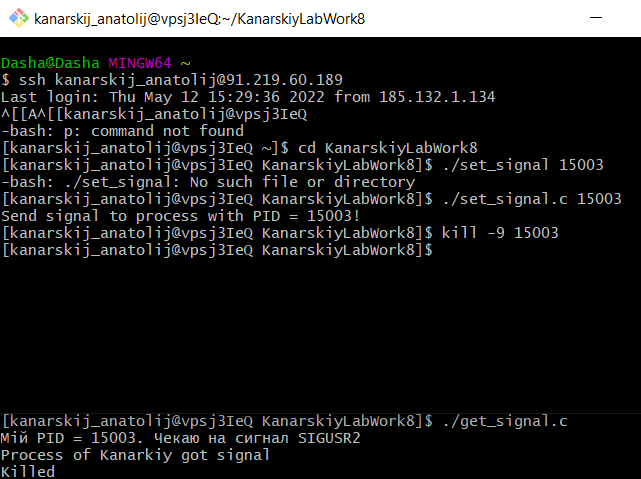 kanarskij_anatolij@vpsj3IeQ:~/KanarskiyLabWork8
Dasha@Dasha MINGW64 ~
$ ssh kanarskij_anatolij@91.219.60.189
Last login: Thu May 12 15:29:36 2022 from 185.132.1.134
^[[A^[[kanarskij_anatolij@vpsj3IeQ
-bash: p: command not found
[kanarskij_anatolij@vpsj3IeQ ~]$ cd KanarskiyLabWork8
[kanarskij_anatolij@vpsj3IeQ KanarskiyLabWork8]$ ./set_signal 15003
-bash: ./set_signal: No such file or directory
[kanarskij_anatolij@vpsj3IeQ KanarskiyLabWork8]$ ./set_signal.c 15003
Send signal to process with PID = 15003!
[kanarskij_anatolij@vpsj3IeQ KanarskiyLabWork8]$ kill -9 15003
[kanarskij_anatolij@vpsj3IeQ KanarskiyLabWork8]$
[kanarskij_anatolij@vpsj3IeQ KanarskiyLabWork8]$ ./get_signal.c
Мій PID = 15003. Чекаю на сигнал SIGUSR2
Process of Kanarkiy got signal
Killed